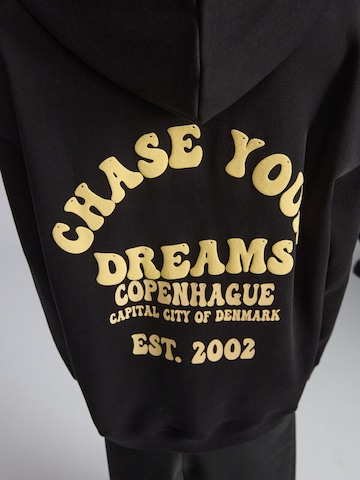 CHASE YOU
DREAMS
COPENHAGUE
CAPITAL CITY OF DENMARK
EST. 2002